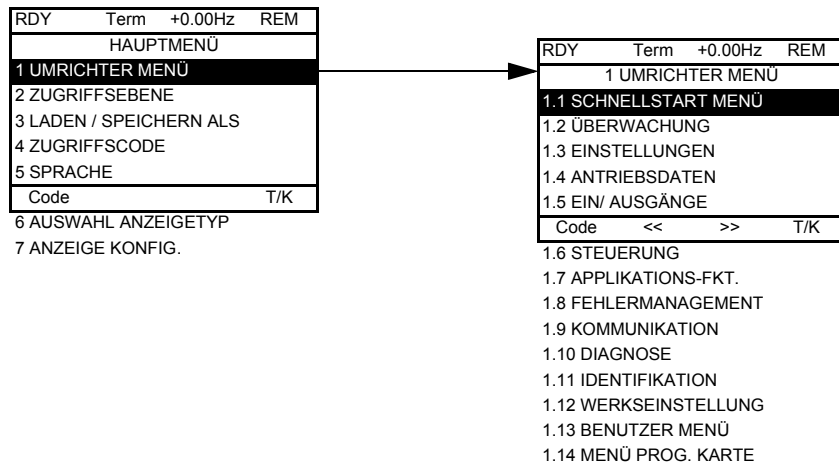 RDY Term +0.00Hz REM
HAUPTMENÜ
1 UMRICHTER MENÜ
2 ZUGRIFFSEBENE
3 LADEN / SPEICHERN ALS
4 ZUGRIFFSCODE
5 SPRACHE
Code T/K
6 AUSWAHL ANZEIGETYP
7 ANZEIGE KONFIG.
RDY Term +0.00Hz REM
1 UMRICHTER MENÜ
1.1 SCHNELLSTART MENÜ
1.2 ÜBERWACHUNG
1.3 EINSTELLUNGEN
1.4 ANTRIEBSDATEN
1.5 EIN/ AUSGÄNGE
Code << >> T/K
1.6 STEUERUNG
1.7 APPLIKATIONS-FKT.
1.8 FEHLERMANAGEMENT
1.9 KOMMUNIKATION
1.10 DIAGNOSE
1.11 IDENTIFIKATION
1.12 WERKSEINSTELLUNG
1.13 BENUTZER MENÜ
1.14 MENÜ PROG. KARTE